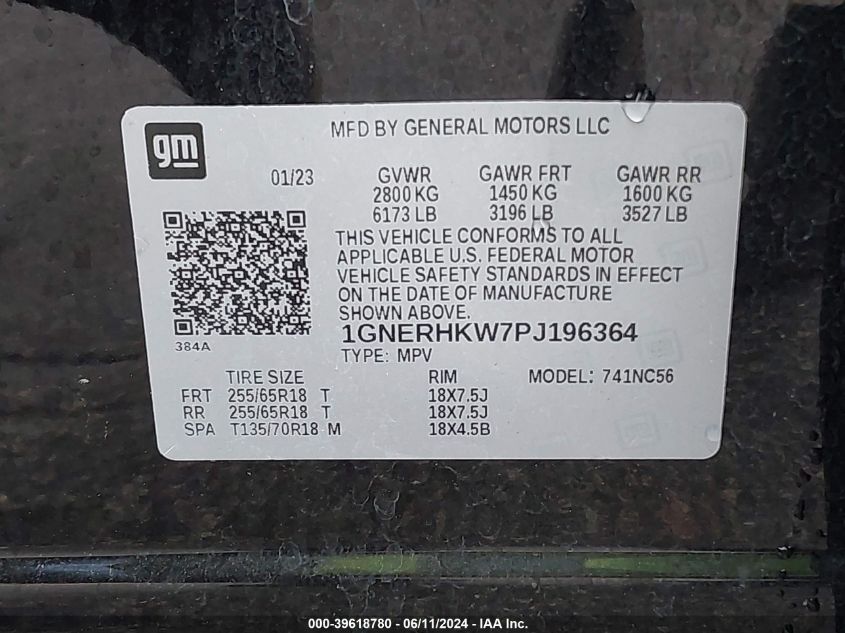 gm
MFD BY GENERAL MOTORS LLC
01/23 GVWR GAWR FRT GAWR RR
2800 KG 1450 KG 1600 KG
6173 LB 3196 LB 3527 LB
THIS VEHICLE CONFORMS TO ALL
APPLICABLE U.S. FEDERAL MOTOR
VEHICLE SAFETY STANDARDS IN EFFECT
ON THE DATE OF MANUFACTURE
SHOWN ABOVE.
1GNERHKW7PJ196364
384A TYPE: MPV
TIRE SIZE RIM MODEL: 741NC56
FRT 255/65R18 T 18X7.5J
RR 255/65R18 T 18X7.5J
SPA T135/70R18 M 18X4.5B
000-39618780 - 06/11/2024 - IAA Inc.